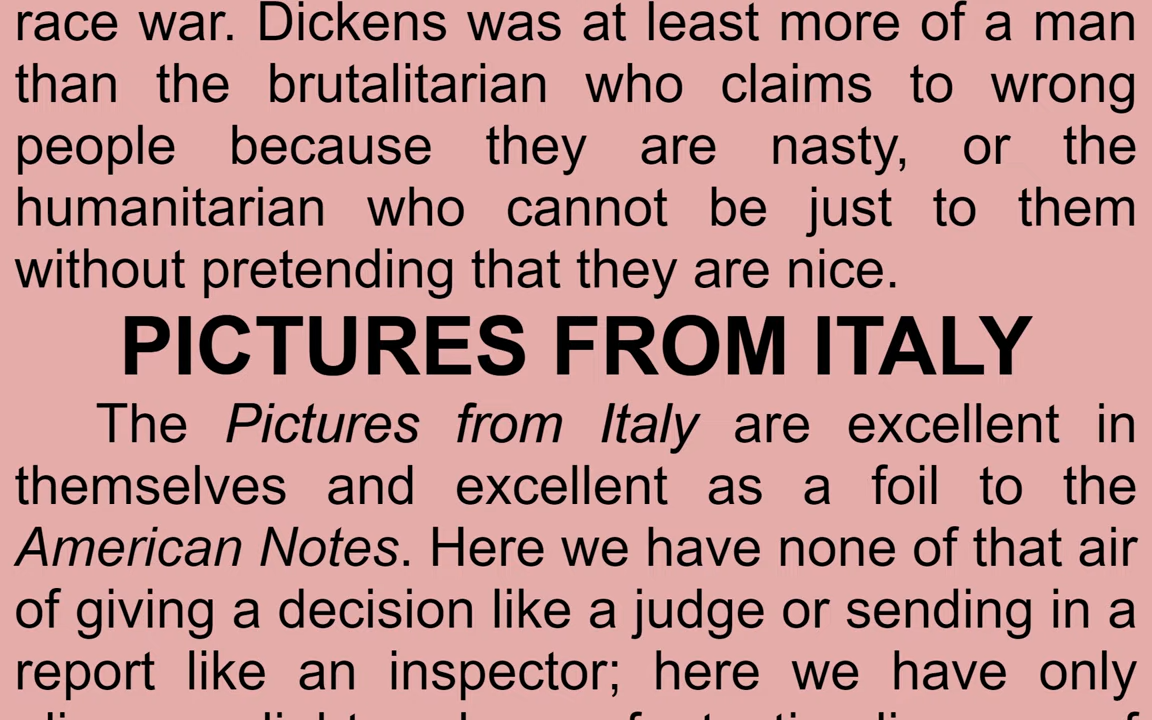 race war. Dickens was at least more of a man
than the brutalitarian who claims to wrong
people because they are nasty, or the
humanitarian who cannot be just to them
without pretending that they are nice.
PICTURES FROM ITALY
The Pictures from Italy are excellent in
themselves and excellent as a foil to the
American Notes. Here we have none of that air
of giving a decision like a judge or sending in a
report like an inspector; here we have only